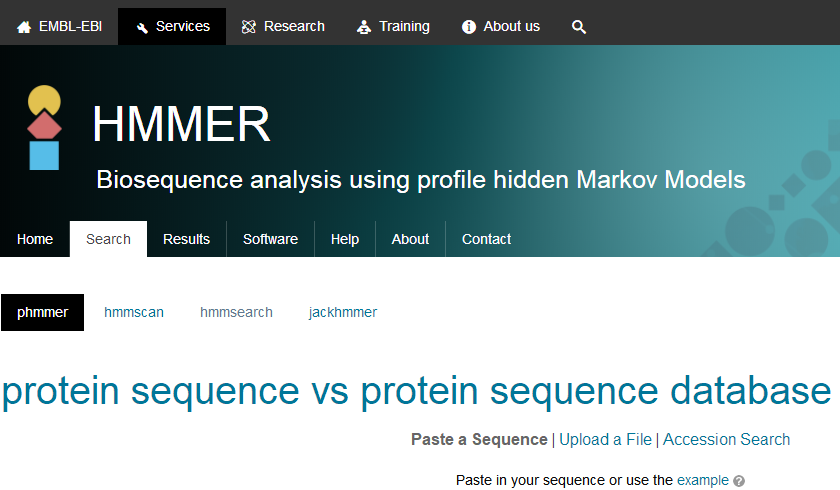 EMBL-EBI Services Research Training About us
HMMER
Biosequence analysis using profile hidden Markov Models
Home Search Results Software Help About Contact
phmmer hmmscan hmmsearch jackhmmer
protein sequence vs protein sequence database
Paste a Sequence | Upload a File | Accession Search
Paste in your sequence or use the example ?